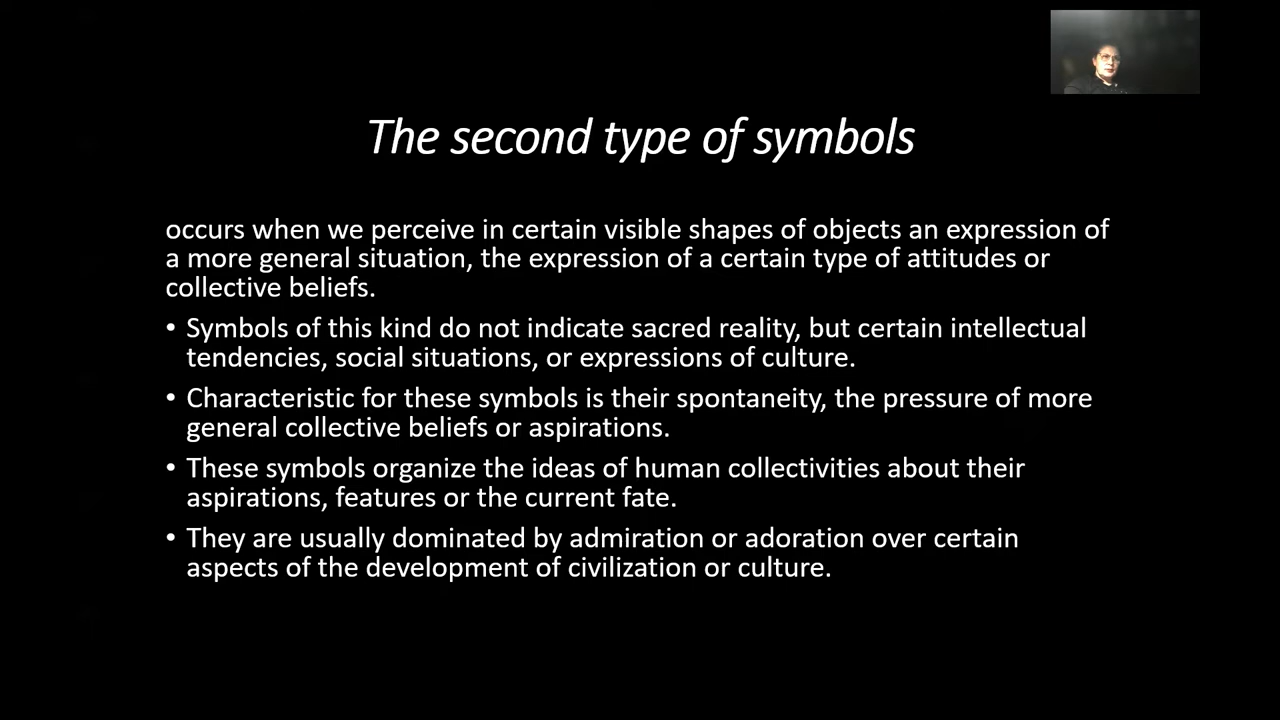 The second type of symbols
occurs when we perceive in certain visible shapes of objects an expression of
a more general situation, the expression of a certain type of attitudes or
collective beliefs.
• Symbols of this kind do not indicate sacred reality, but certain intellectual
tendencies, social situations, or expressions of culture.
• Characteristic for these symbols is their spontaneity, the pressure of more
general collective beliefs or aspirations.
• These symbols organize the ideas of human collectivities about their
aspirations, features or the current fate.
• They are usually dominated by admiration or adoration over certain
aspects of the development of civilization or culture.